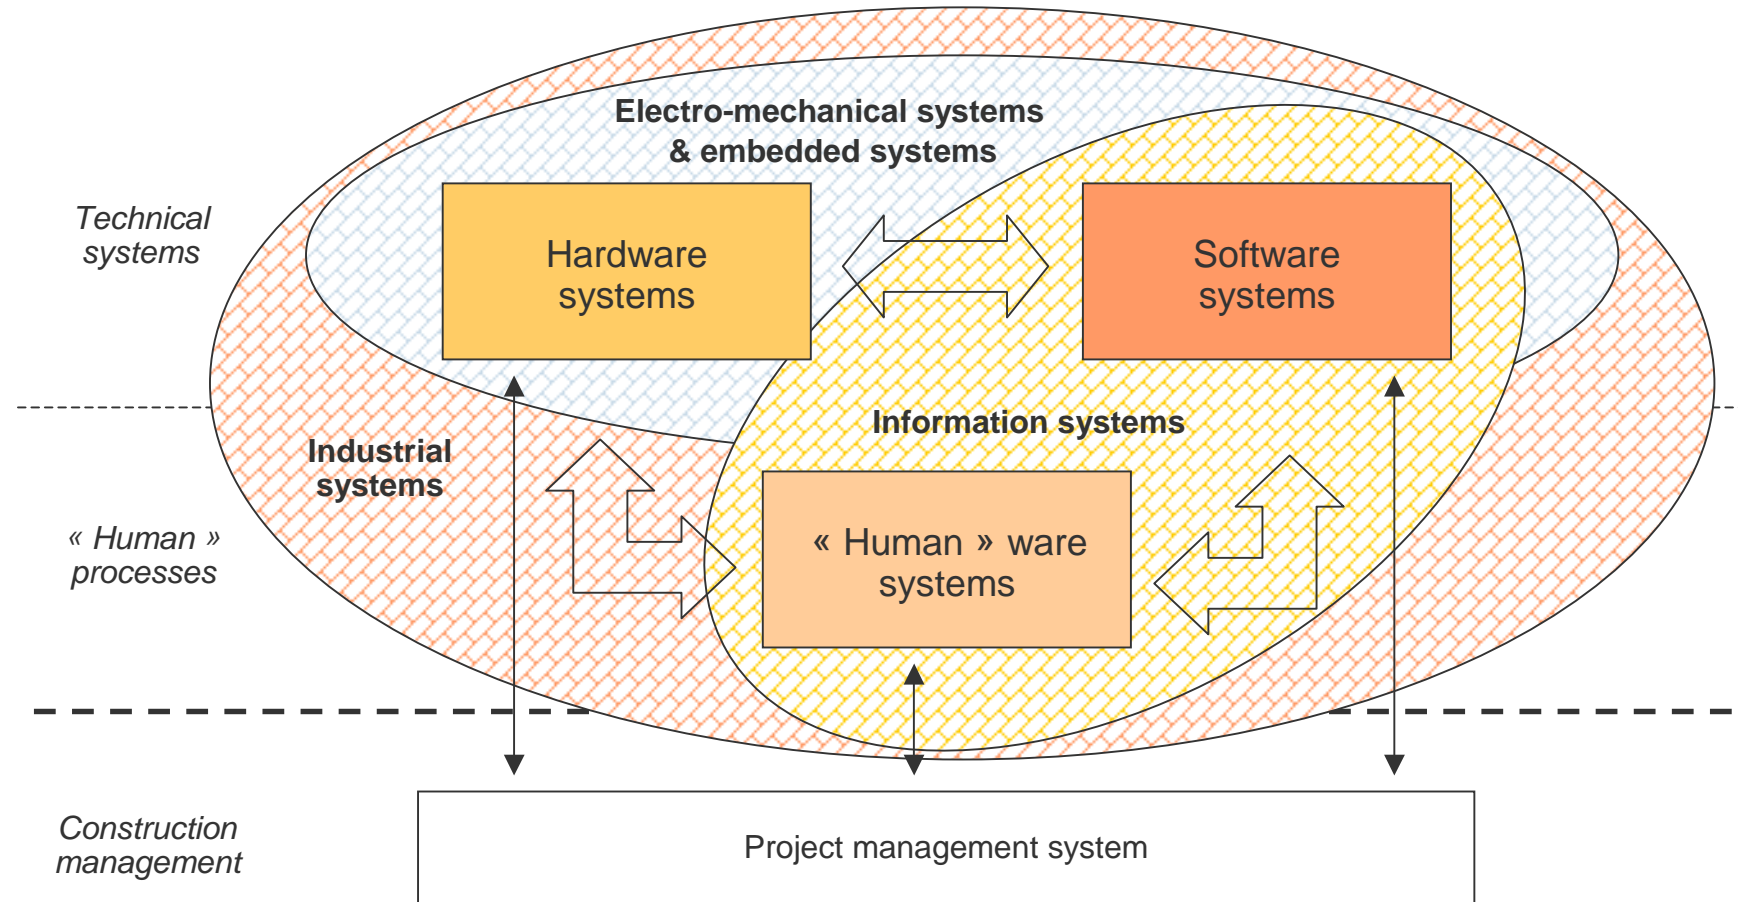 Electro-mechanical systems
& embedded systems
Technical
systems
Hardware
systems
Software
systems
Information systems
Industrial
systems
« Human »
processes
« Human » ware
systems
Construction
management
Project management system